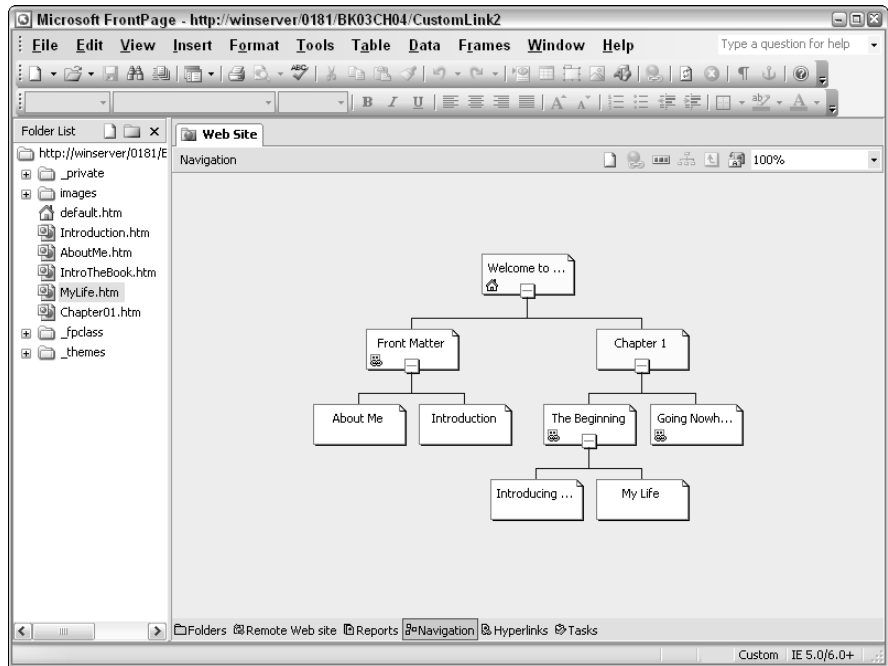 Microsoft FrontPage - http://winserver/0181/BK03CH04/CustomLink2
File Edit View Insert Format Tools Table Data Frames Window Help Type a question for help
B I U A A ab A
Folder List
Web Site
http://winserver/0181/E
Navigation 100%
_private
images
default.htm
Introduction.htm
AboutMe.htm
IntroTheBook.htm
MyLife.htm
Chapter01.htm
_fpclass
_themes
Welcome to ...
Front Matter Chapter 1
About Me Introduction The Beginning Going Nowh...
Introducing ... My Life
Folders Remote Web site Reports Navigation Hyperlinks Tasks
Custom IE 5.0/6.0+